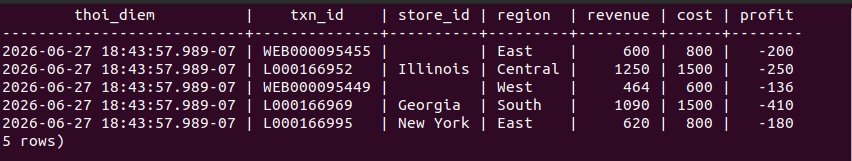 thoi_diem | txn_id | store_id | region | revenue | cost | profit
----------------------------+--------------+----------+---------+---------+------+--------
2026-06-27 18:43:57.989-07 | WEB000095455 | | East | 600 | 800 | -200
2026-06-27 18:43:57.989-07 | L000166952 | Illinois | Central | 1250 | 1500 | -250
2026-06-27 18:43:57.989-07 | WEB000095449 | | West | 464 | 600 | -136
2026-06-27 18:43:57.989-07 | L000166969 | Georgia | South | 1090 | 1500 | -410
2026-06-27 18:43:57.989-07 | L000166995 | New York | East | 620 | 800 | -180
5 rows)